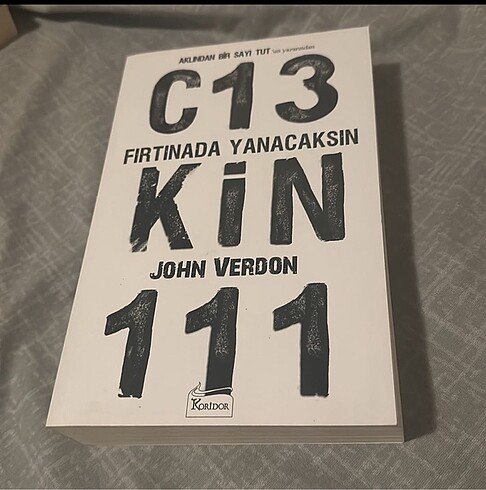 AKLINDAN BİR SAYI TUT 'un yazarından
C13
FIRTINADA YANACAKSIN
KİN
JOHN VERDON
111
KORİDOR